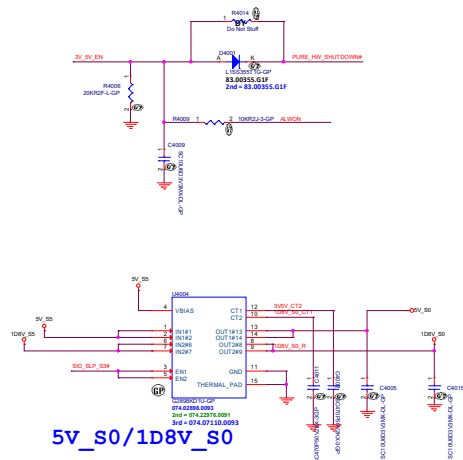 R4014
DY
Do Not Stuff
3V_5V_EN
D4001
A
K
PURE_HW_SHUTDOWN#
L1SS355T1G-GP
83.00355.G1F
2nd = 83.00355.G1F
R4008
20KR2F-L-GP
R4009
1
2
10KR2J-3-GP
ALWON
C4009
U4004
5V_S5
4
VBIAS
CT1
12
3V5V_CT2
CT2
10
1D8V_S0_CT1
5V_S5
1
IN1#1
OUT1#13
13
5V_S0
2
IN1#2
OUT1#14
14
1D8V_S5
6
IN2#6
OUT2#8
8
1D8V_S0
7
IN2#7
OUT2#9
9
1D8V_S0_R
SIO_SLP_S3#
3
EN1
GND
11
5
EN2
THERMAL_PAD
15
GP
G2898KD1U-GP
074.02898.0093
2nd = 074.22976.0091
3rd = 074.07110.0093
C4011
C4005
C4015
5V_S0/1D8V_S0